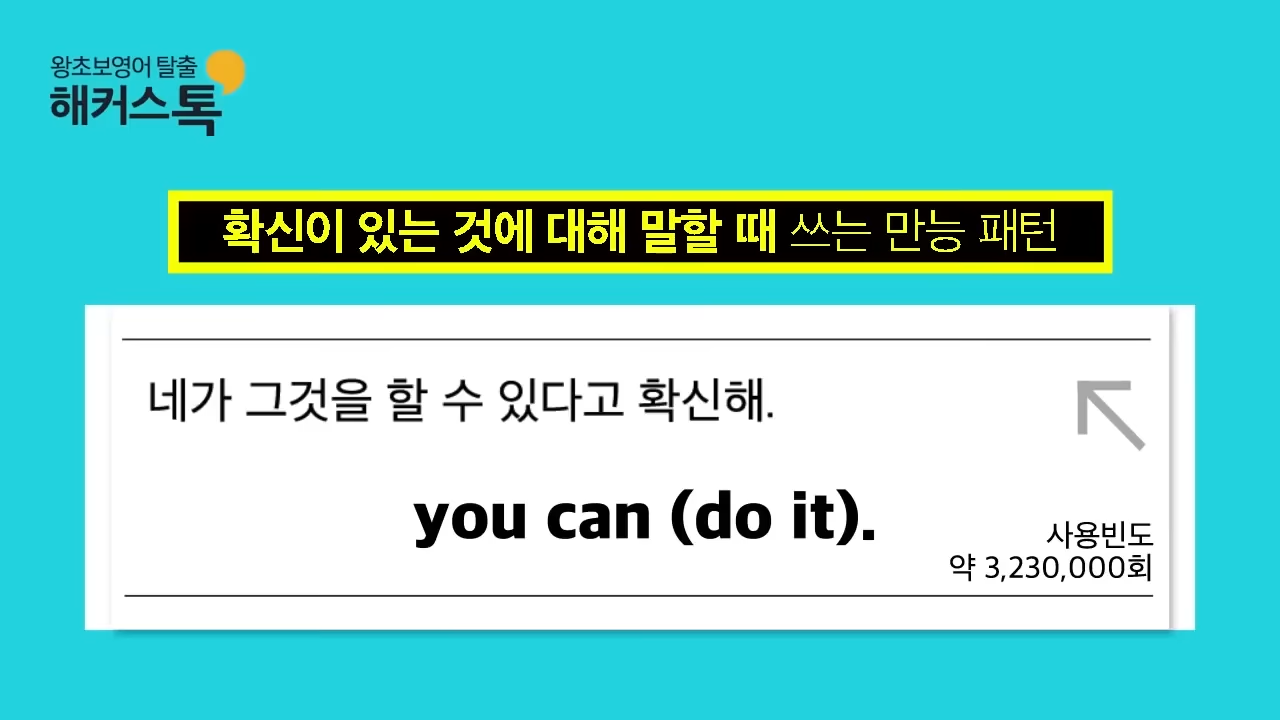 왕초보영어 탈출
해커스톡
확신이 있는 것에 대해 말할 때 쓰는 만능 패턴
네가 그것을 할 수 있다고 확신해.
you can (do it).
사용빈도
약 3,230,000회